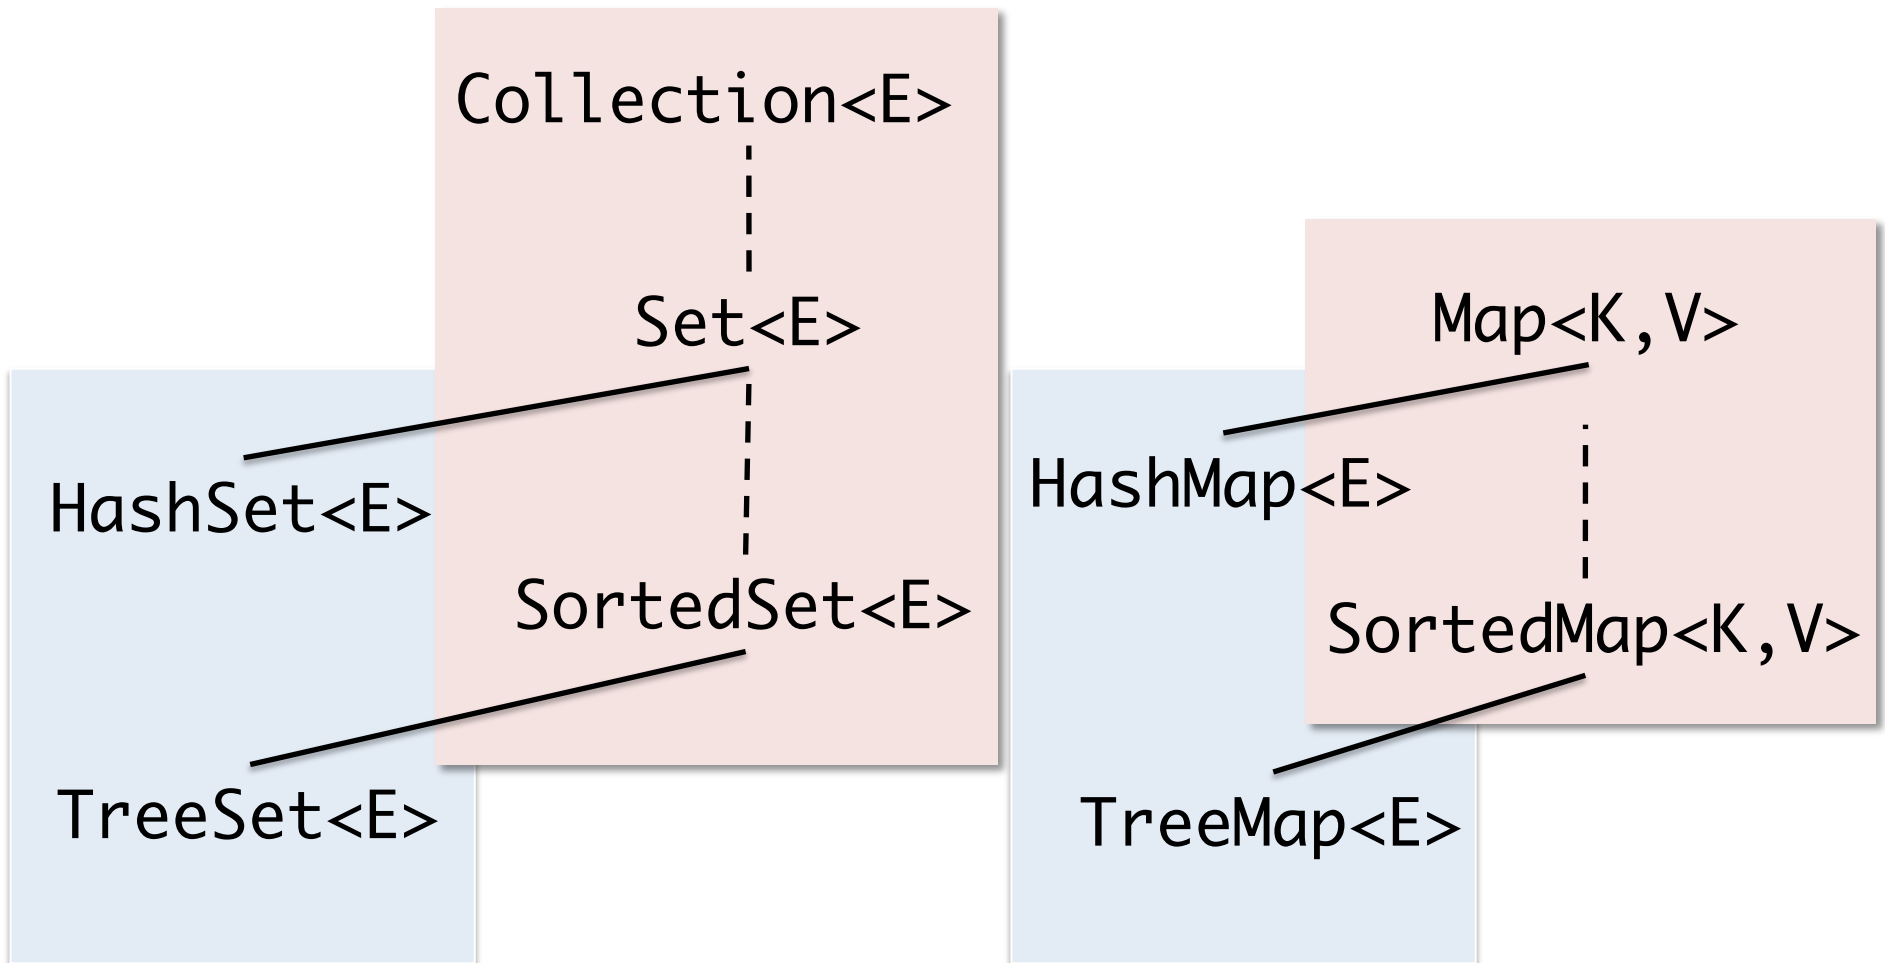 Collection<E>
Set<E>
HashSet<E>
SortedSet<E>
TreeSet<E>
Map<K,V>
HashMap<E>
SortedMap<K,V>
TreeMap<E>